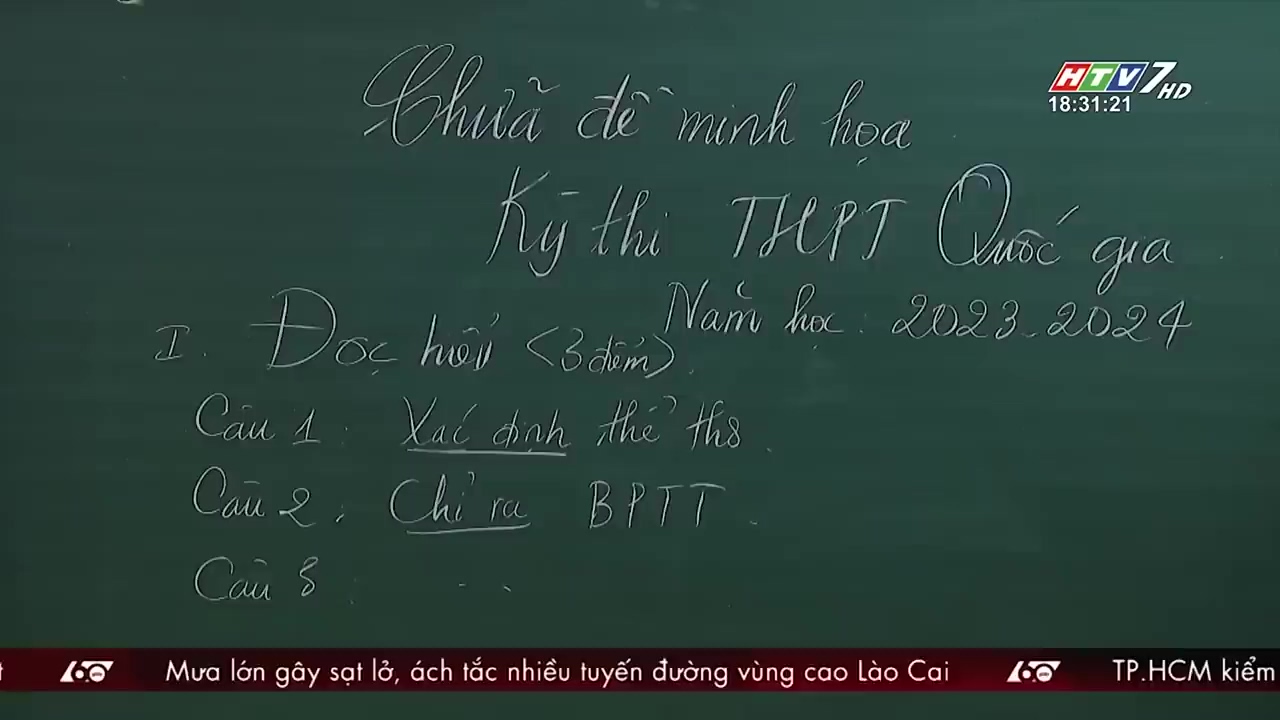 HTV7 HD
18:31:21
Chữa đề minh họa
Kỳ thi THPT Quốc gia
Năm học: 2023-2024
I. Đọc hiểu <3 điểm>.
Câu 1: Xác định thể thơ.
Câu 2: Chỉ ra BPTT.
Câu 3: ...
t 60 Mưa lớn gây sạt lở, ách tắc nhiều tuyến đường vùng cao Lào Cai 60 TP.HCM kiểm